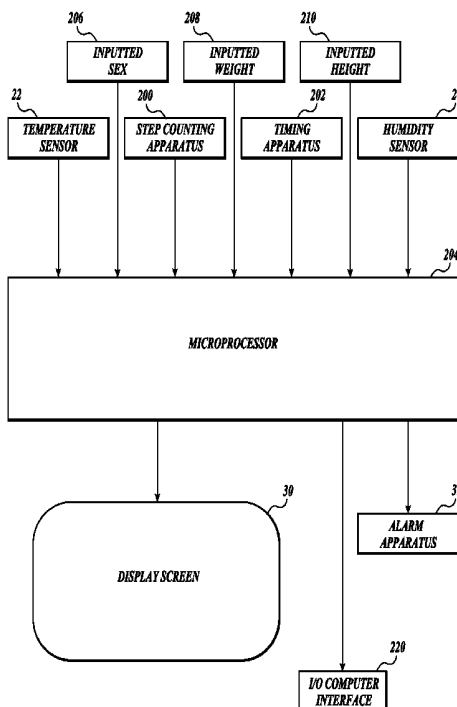 206
INPUTTED
SEX
208
INPUTTED
WEIGHT
210
INPUTTED
HEIGHT
22
TEMPERATURE
SENSOR
200
STEP COUNTING
APPARATUS
202
TIMING
APPARATUS
HUMIDITY
SENSOR
204
MICROPROCESSOR
30
DISPLAY SCREEN
ALARM
APPARATUS
220
I/O COMPUTER
INTERFACE